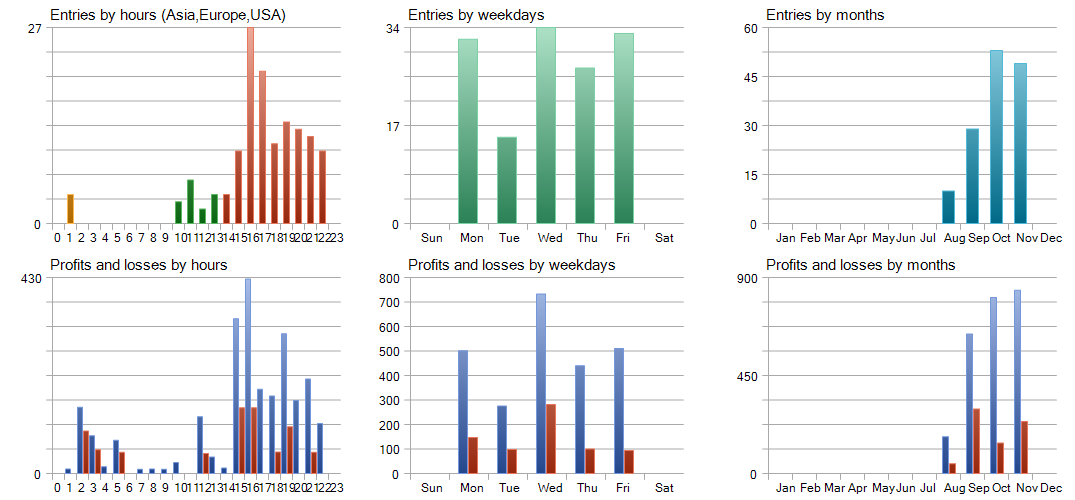 Entries by hours (Asia,Europe,USA)
27
0
0 1 2 3 4 5 6 7 8 9 10 11 12 13 14 15 16 17 18 19 20 21 22 23
Entries by weekdays
34
17
0
Sun Mon Tue Wed Thu Fri Sat
Entries by months
60
45
30
15
0
Jan Feb Mar Apr May Jun Jul Aug Sep Oct Nov Dec
Profits and losses by hours
430
0
0 1 2 3 4 5 6 7 8 9 10 11 12 13 14 15 16 17 18 19 20 21 22 23
Profits and losses by weekdays
800
700
600
500
400
300
200
100
0
Sun Mon Tue Wed Thu Fri Sat
Profits and losses by months
900
450
0
Jan Feb Mar Apr May Jun Jul Aug Sep Oct Nov Dec